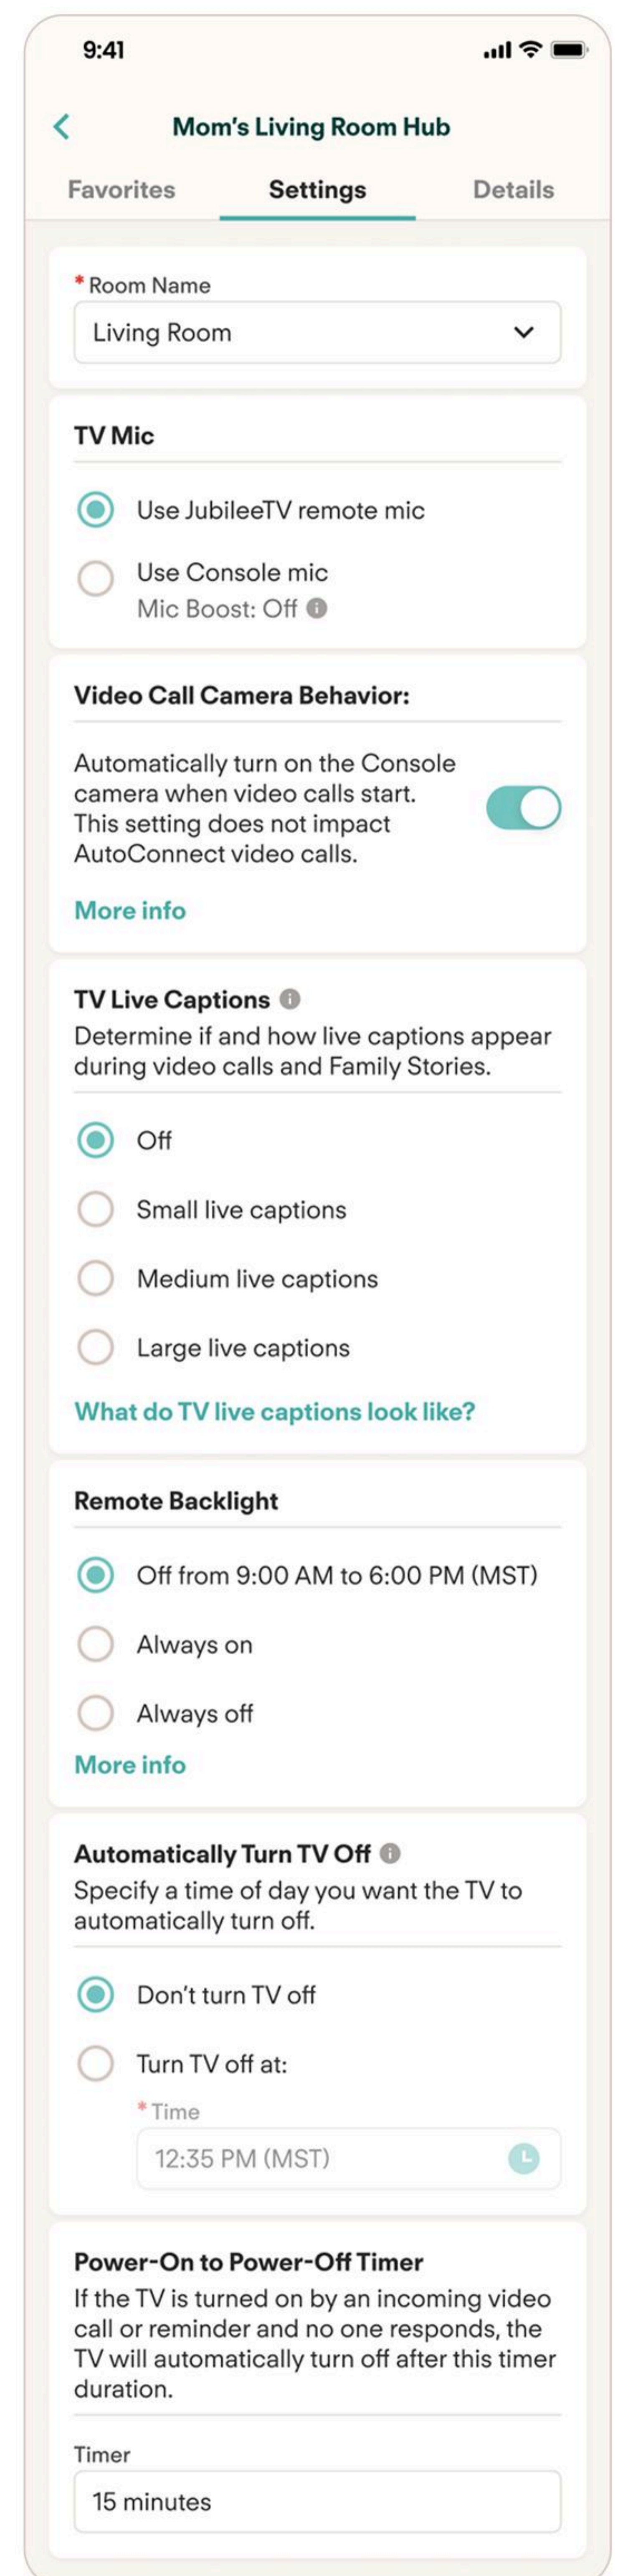 9:41
Mom's Living Room Hub
Favorites Settings Details
* Room Name
Living Room
TV Mic
Use JubileeTV remote mic
Use Console mic
Mic Boost: Off
Video Call Camera Behavior:
Automatically turn on the Console
camera when video calls start.
This setting does not impact
AutoConnect video calls.
More info
TV Live Captions
Determine if and how live captions appear
during video calls and Family Stories.
Off
Small live captions
Medium live captions
Large live captions
What do TV live captions look like?
Remote Backlight
Off from 9:00 AM to 6:00 PM (MST)
Always on
Always off
More info
Automatically Turn TV Off
Specify a time of day you want the TV to
automatically turn off.
Don't turn TV off
Turn TV off at:
* Time
12:35 PM (MST)
Power-On to Power-Off Timer
If the TV is turned on by an incoming video
call or reminder and no one responds, the
TV will automatically turn off after this timer
duration.
Timer
15 minutes